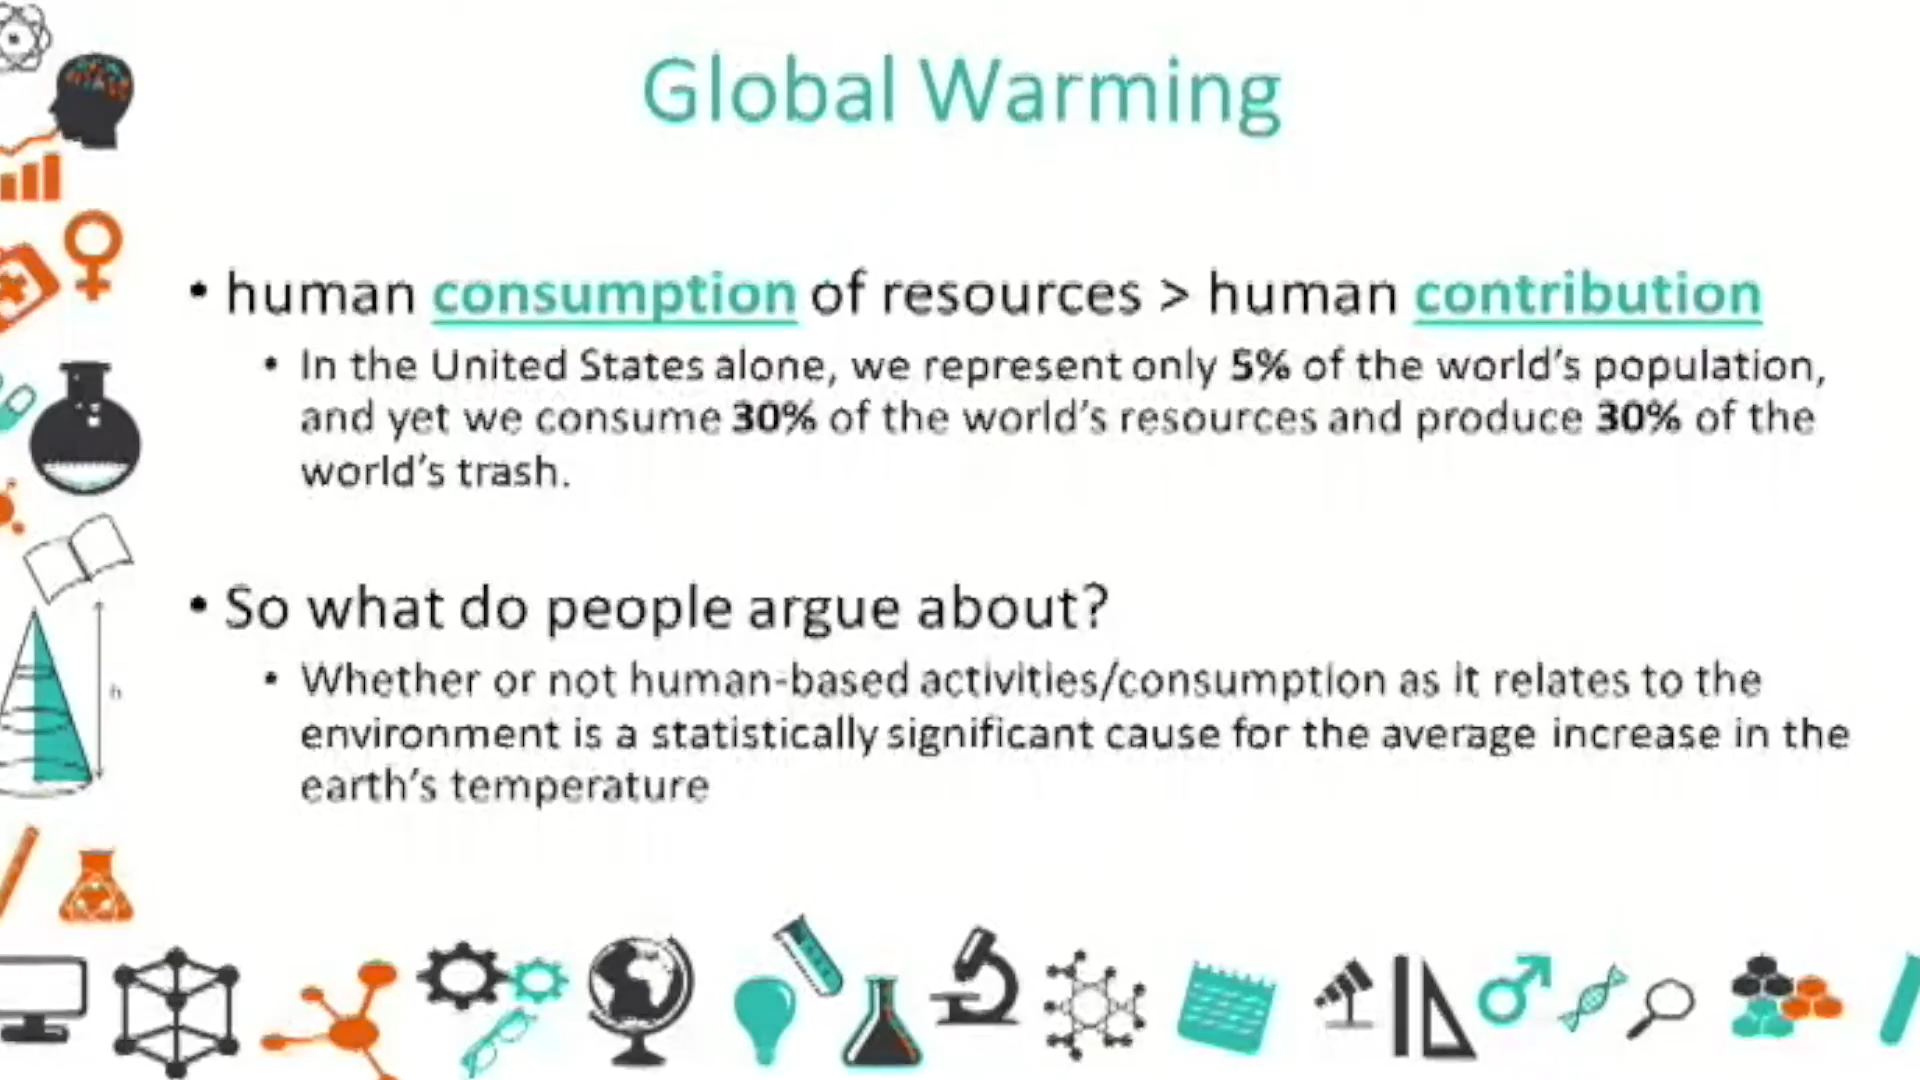 Global Warming
• human consumption of resources > human contribution
• In the United States alone, we represent only 5% of the world's population,
and yet we consume 30% of the world's resources and produce 30% of the
world's trash.
• So what do people argue about?
• Whether or not human-based activities/consumption as it relates to the
environment is a statistically significant cause for the average increase in the
earth's temperature
h